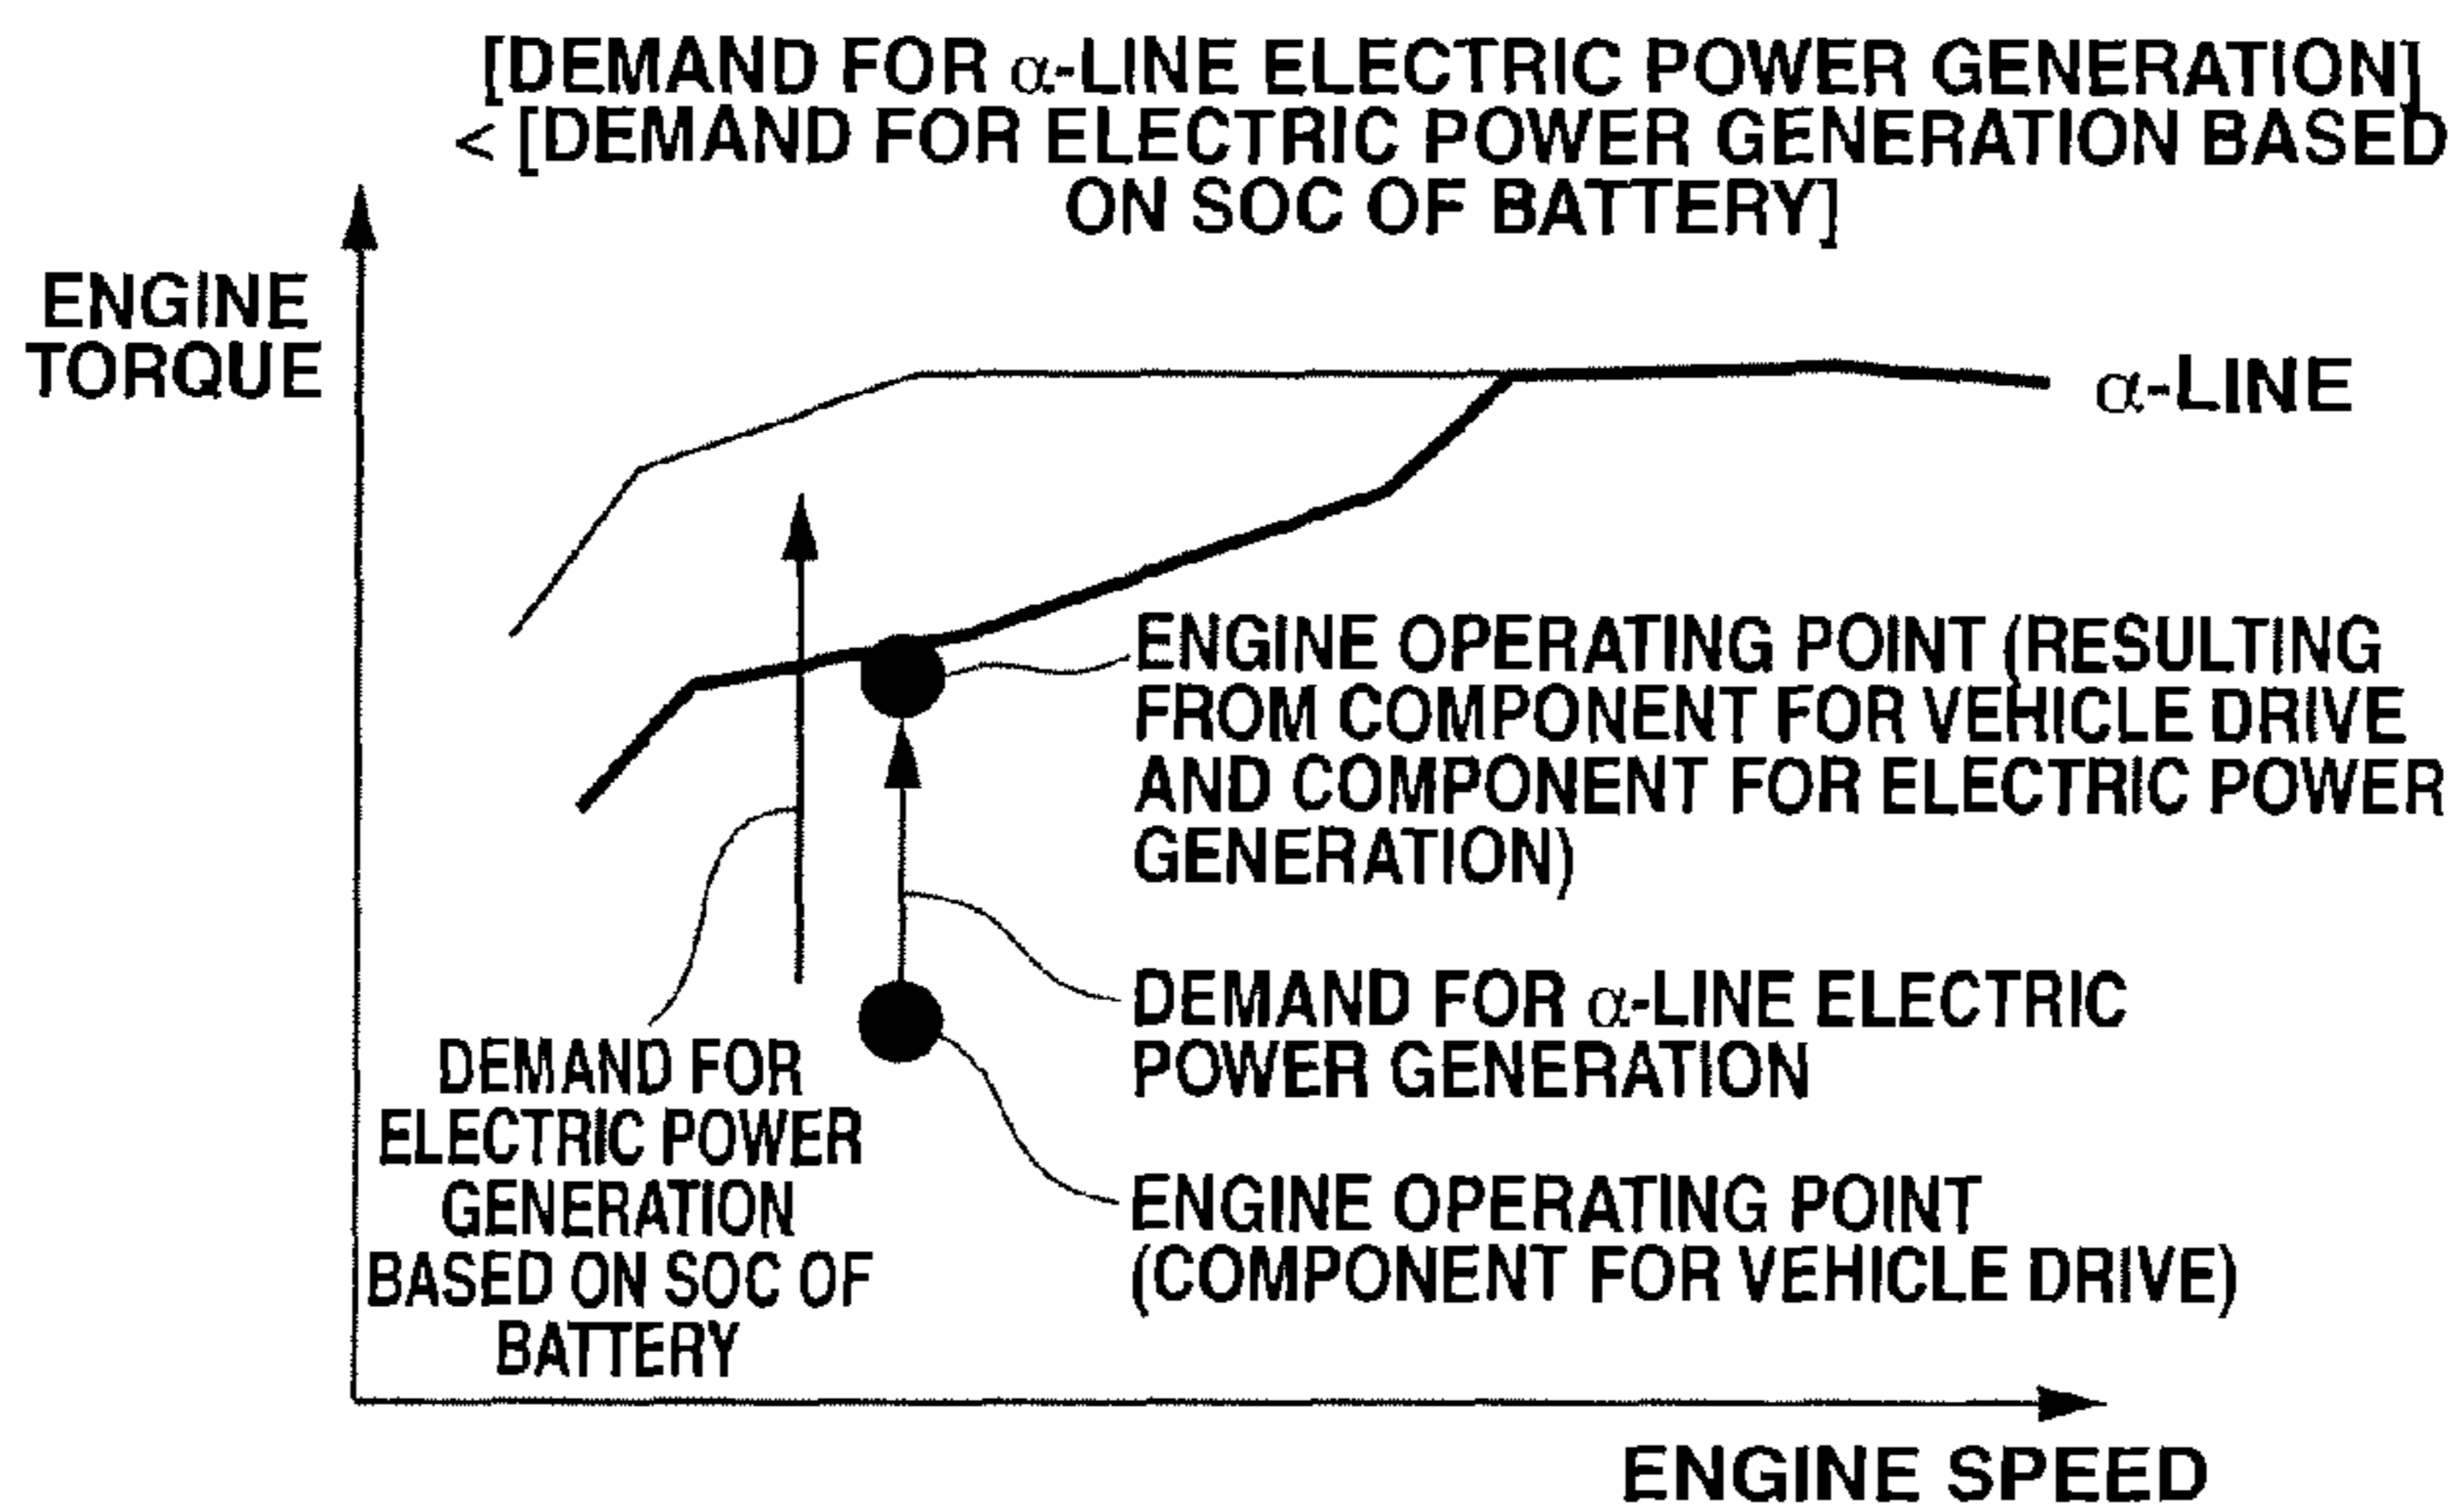 [DEMAND FOR α-LINE ELECTRIC POWER GENERATION]
< [DEMAND FOR ELECTRIC POWER GENERATION BASED
ON SOC OF BATTERY]
ENGINE
TORQUE
α-LINE
ENGINE OPERATING POINT (RESULTING
FROM COMPONENT FOR VEHICLE DRIVE
AND COMPONENT FOR ELECTRIC POWER
GENERATION)
DEMAND FOR α-LINE ELECTRIC
POWER GENERATION
ENGINE OPERATING POINT
(COMPONENT FOR VEHICLE DRIVE)
DEMAND FOR
ELECTRIC POWER
GENERATION
BASED ON SOC OF
BATTERY
ENGINE SPEED